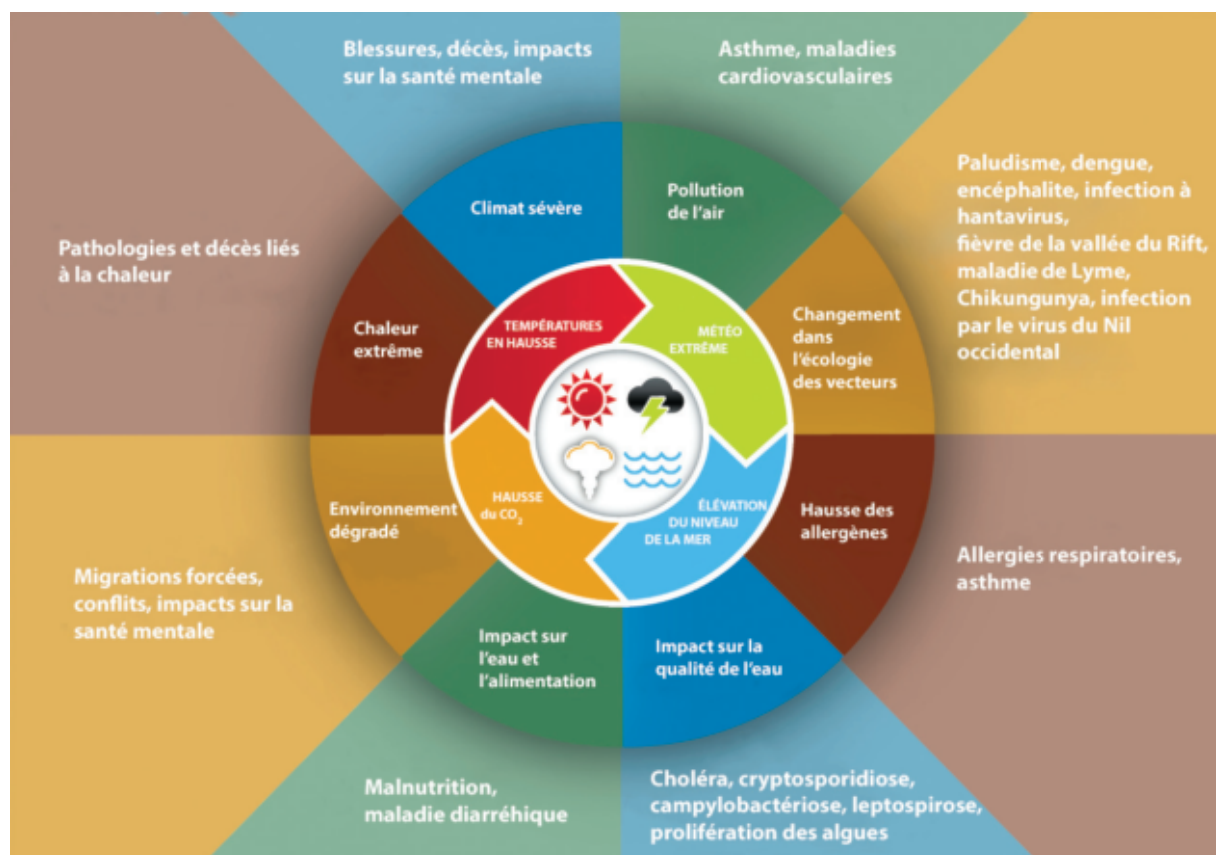 Blessures, décès, impacts
sur la santé mentale
Asthme, maladies
cardiovasculaires
Paludisme, dengue,
encéphalite, infection à
hantavirus,
fièvre de la vallée du Rift,
maladie de Lyme,
Chikungunya, infection
par le virus du Nil
occidental
Allergies respiratoires,
asthme
Choléra, cryptosporidiose,
campylobactériose, leptospirose,
prolifération des algues
Malnutrition,
maladie diarréhique
Migrations forcées,
conflits, impacts sur la
santé mentale
Pathologies et décès liés
à la chaleur
Climat sévère
Pollution
de l'air
Changement
dans
l'écologie
des vecteurs
Hausse des
allergènes
Impact sur la
qualité de l'eau
Impact sur
l'eau et
l'alimentation
Environnement
dégradé
Chaleur
extrême
TEMPÉRATURES
EN HAUSSE
MÉTÉO
EXTRÊME
ÉLÉVATION
DU NIVEAU
DE LA MER
HAUSSE
du CO₂